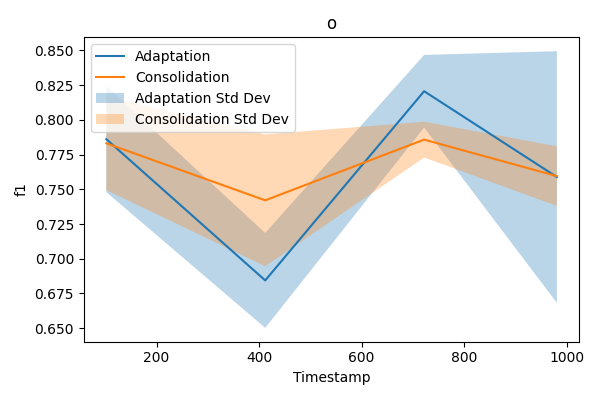 o
Adaptation
Consolidation
Adaptation Std Dev
Consolidation Std Dev
f1
0.850
0.825
0.800
0.775
0.750
0.725
0.700
0.675
0.650
200 400 600 800 1000
Timestamp